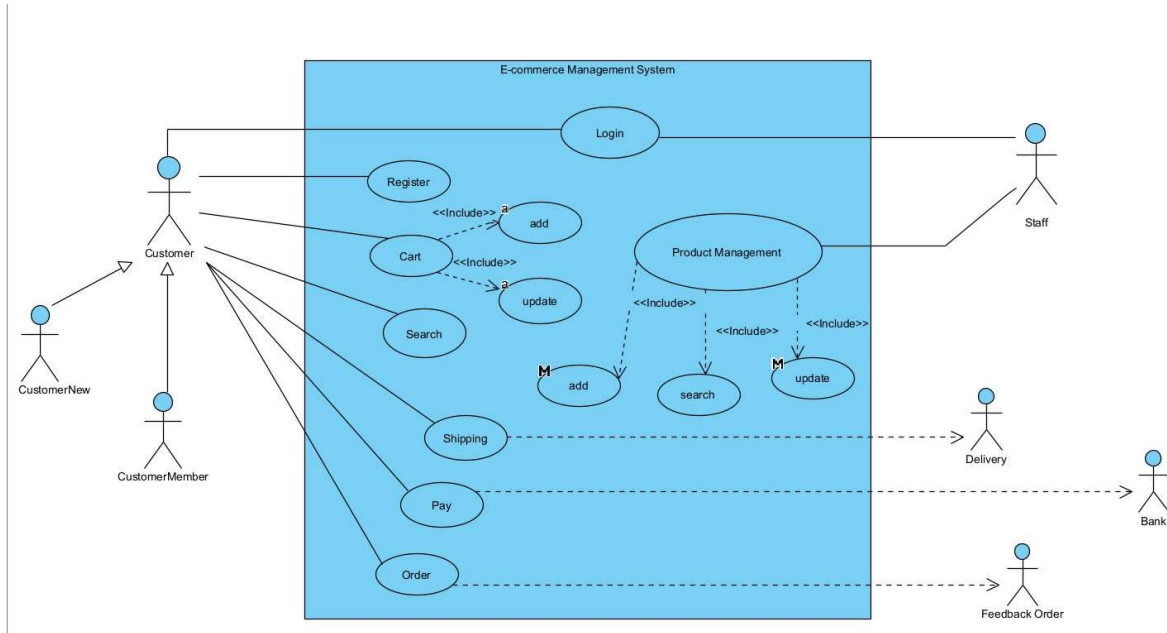 E-commerce Management System
Login
Register
<<Include>>
a
add
Customer
Cart
<<Include>>
a
update
Product Management
Staff
<<Include>>
<<Include>>
<<Include>>
Search
CustomerNew
M
add
search
M
update
Shipping
Delivery
CustomerMember
Pay
Bank
Order
Feedback Order